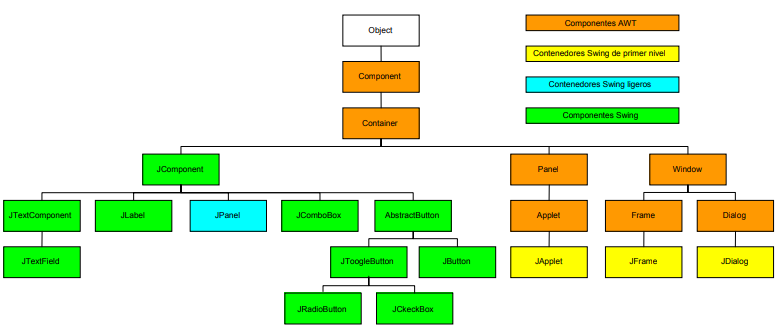 Object
Componentes AWT
Contenedores Swing de primer nivel
Component
Contenedores Swing ligeros
Container
Componentes Swing
JComponent
Panel
Window
JTextComponent
JLabel
JPanel
JComboBox
AbstractButton
Applet
Frame
Dialog
JTextField
JToogleButton
JButton
JApplet
JFrame
JDialog
JRadioButton
JCkeckBox